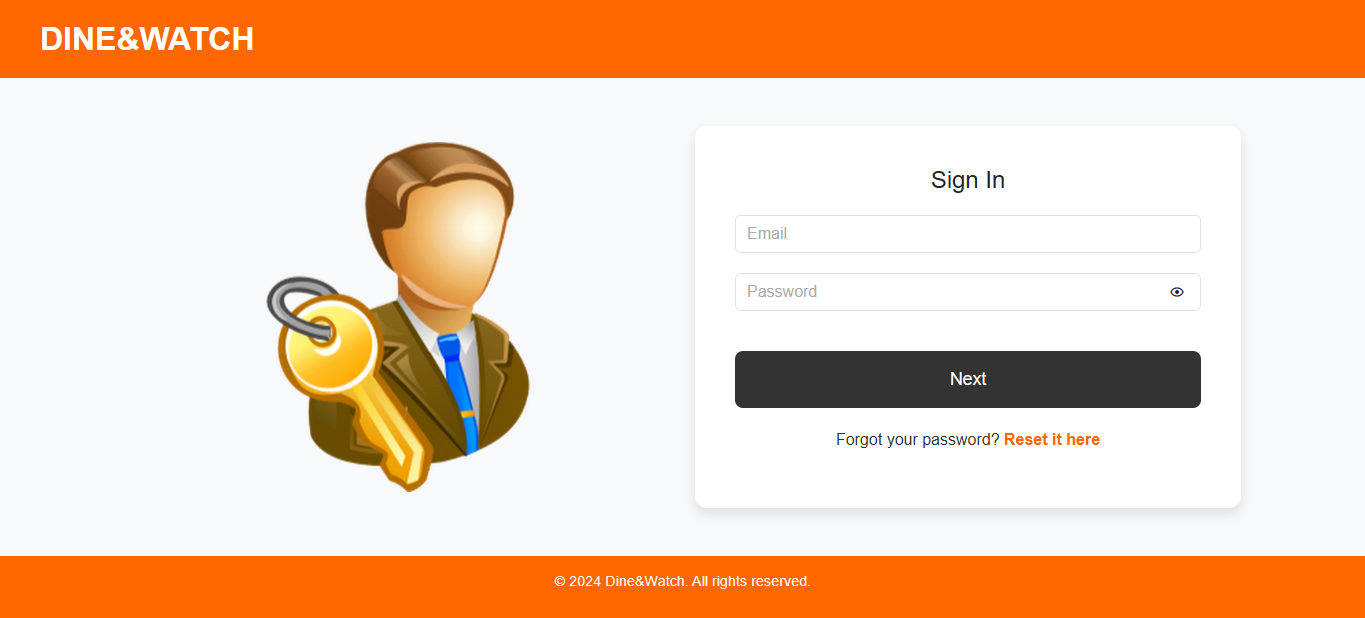 DINE&WATCH
Sign In
Email
Password
Next
Forgot your password? Reset it here
© 2024 Dine&Watch. All rights reserved.